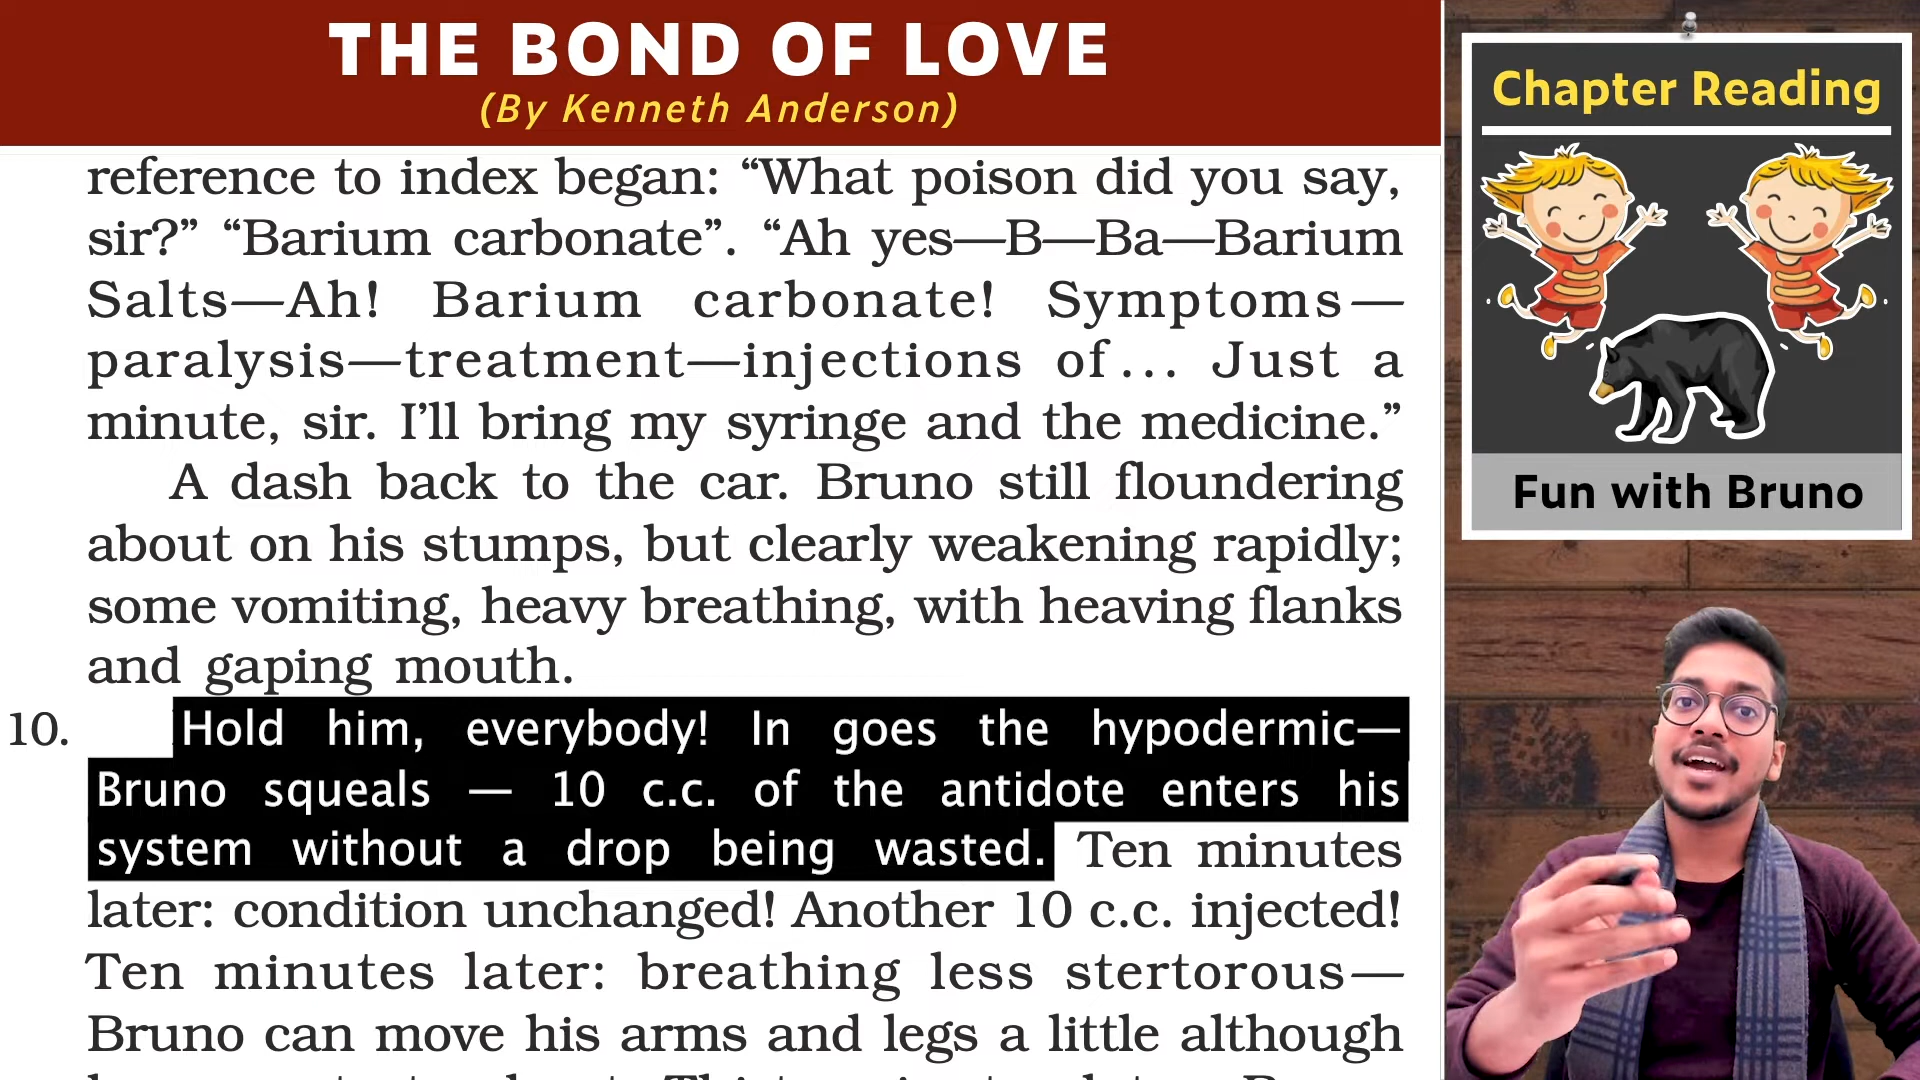 THE BOND OF LOVE
(By Kenneth Anderson)
reference to index began: “What poison did you say,
sir?” “Barium carbonate”. “Ah yes—B—Ba—Barium
Salts—Ah! Barium carbonate! Symptoms—
paralysis—treatment—injections of... Just a
minute, sir. I’ll bring my syringe and the medicine.”
A dash back to the car. Bruno still floundering
about on his stumps, but clearly weakening rapidly;
some vomiting, heavy breathing, with heaving flanks
and gaping mouth.
10. Hold him, everybody! In goes the hypodermic—
Bruno squeals — 10 c.c. of the antidote enters his
system without a drop being wasted. Ten minutes
later: condition unchanged! Another 10 c.c. injected!
Ten minutes later: breathing less stertorous—
Bruno can move his arms and legs a little although
Chapter Reading
Fun with Bruno